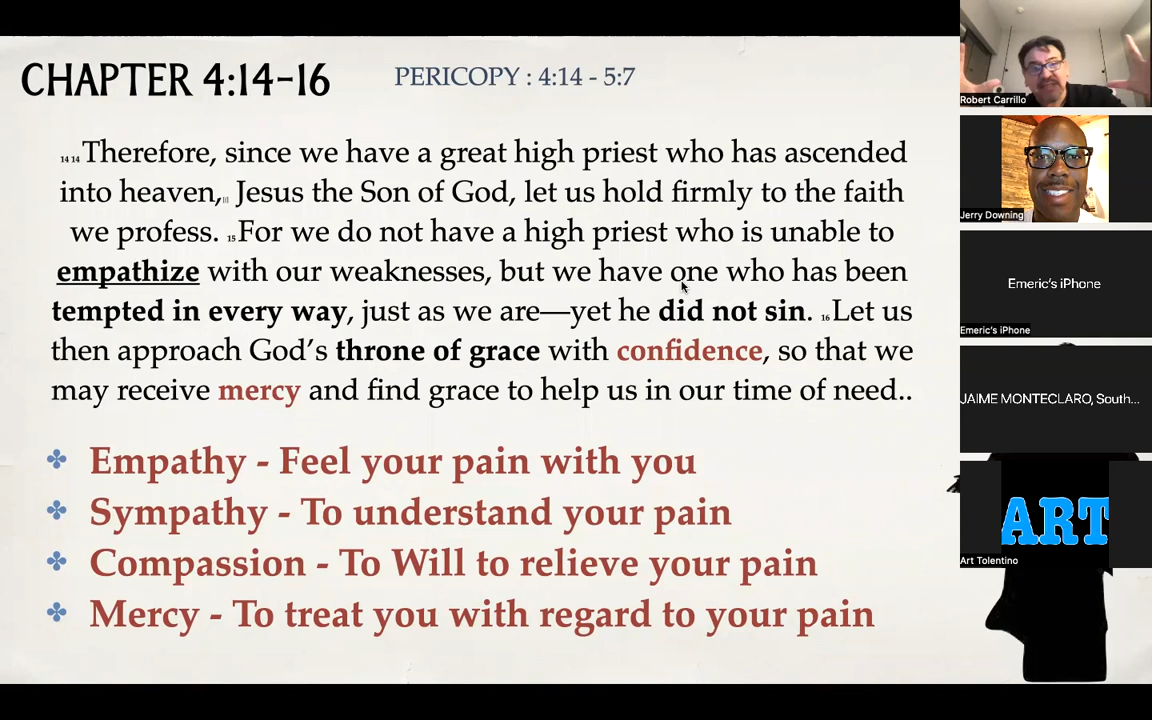 CHAPTER 4:14-16
PERICOPY : 4:14 - 5:7
14 14 Therefore, since we have a great high priest who has ascended
into heaven, Jesus the Son of God, let us hold firmly to the faith
we profess. 15 For we do not have a high priest who is unable to
empathize with our weaknesses, but we have one who has been
tempted in every way, just as we are—yet he did not sin. 16 Let us
then approach God’s throne of grace with confidence, so that we
may receive mercy and find grace to help us in our time of need..
Empathy - Feel your pain with you
Sympathy - To understand your pain
Compassion - To Will to relieve your pain
Mercy - To treat you with regard to your pain
Robert Carrillo
Jerry Downing
Emeric’s iPhone
Emeric’s iPhone
JAIME MONTECLARO, South...
ART
Art Tolentino